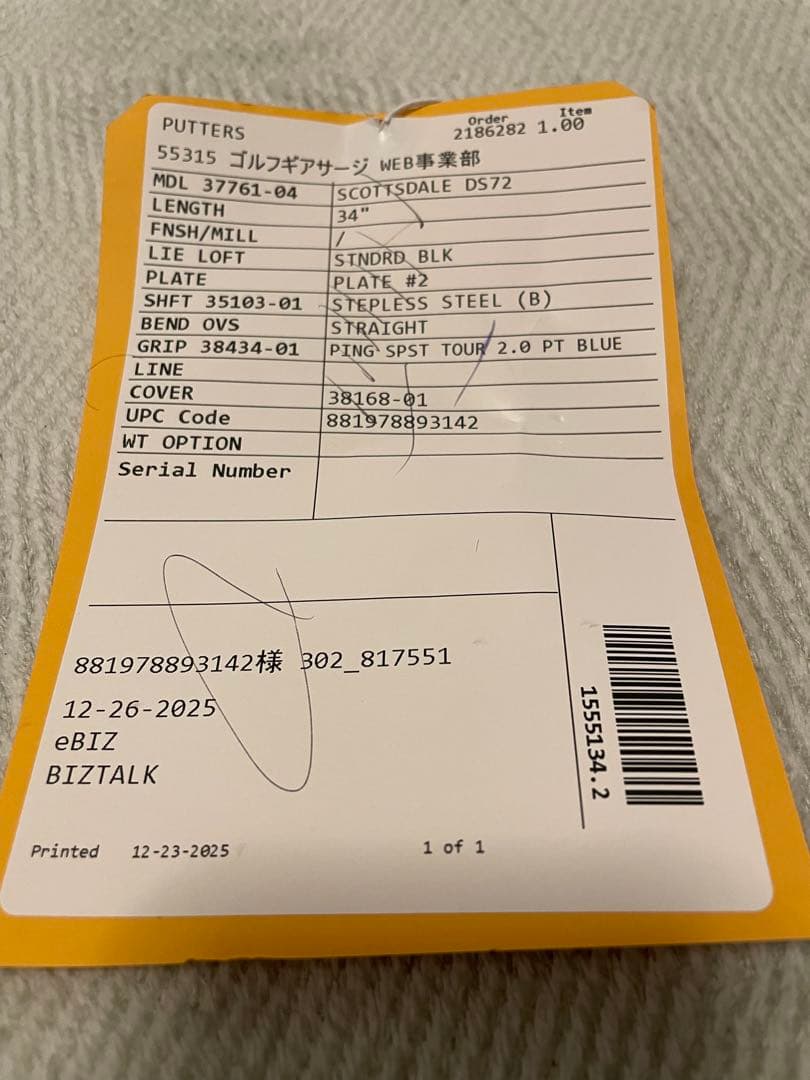 PUTTERS Order Item
2186282 1.00
55315 ゴルフギアサージ WEB事業部
MDL 37761-04 SCOTTSDALE DS72
LENGTH 34"
FNSH/MILL /
LIE LOFT STNDRD BLK
PLATE PLATE #2
SHFT 35103-01 STEPLESS STEEL (B)
BEND OVS STRAIGHT
GRIP 38434-01 PING SPST TOUR 2.0 PT BLUE
LINE
COVER 38168-01
UPC Code 881978893142
WT OPTION
Serial Number
881978893142様 302_817551
12-26-2025
eBIZ
BIZTALK
1555134.2
Printed 12-23-2025 1 of 1